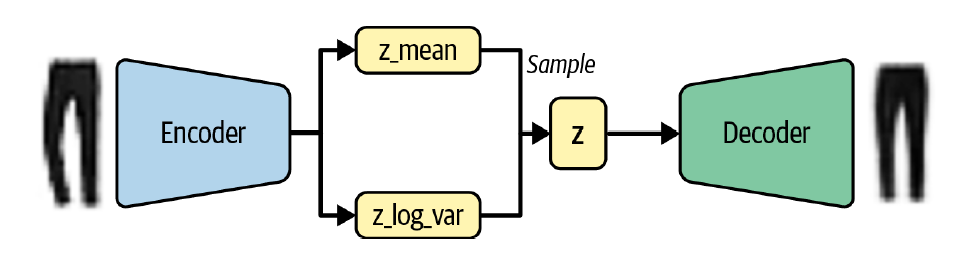 z_mean
Sample
Encoder
z
Decoder
z_log_var